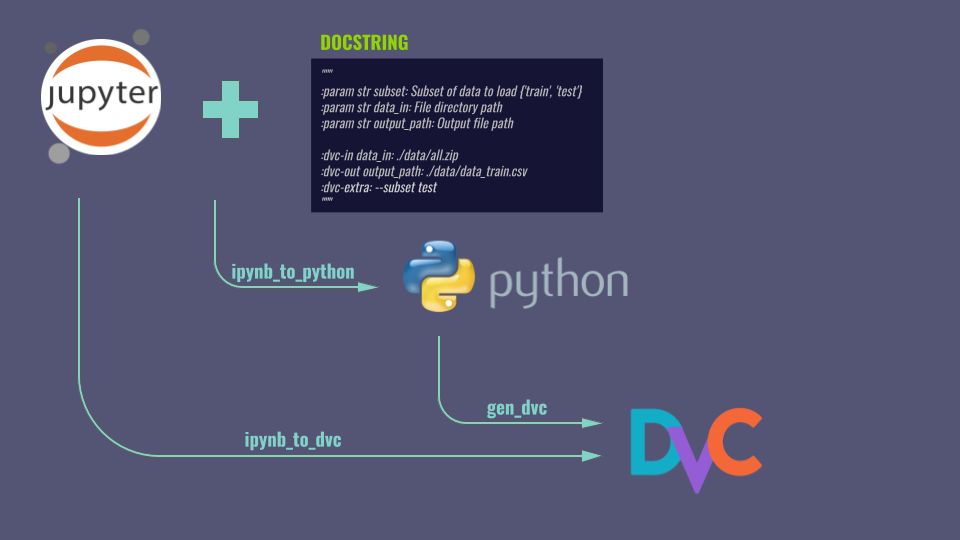 jupyter
DOCSTRING
"""
:param str subset: Subset of data to load {'train', 'test'}
:param str data_in: File directory path
:param str output_path: Output file path
:dvc-in data_in: ./data/all.zip
:dvc-out output_path: ./data/data_train.csv
:dvc-extra: --subset test
"""
ipynb_to_python
python
gen_dvc
ipynb_to_dvc
DVC